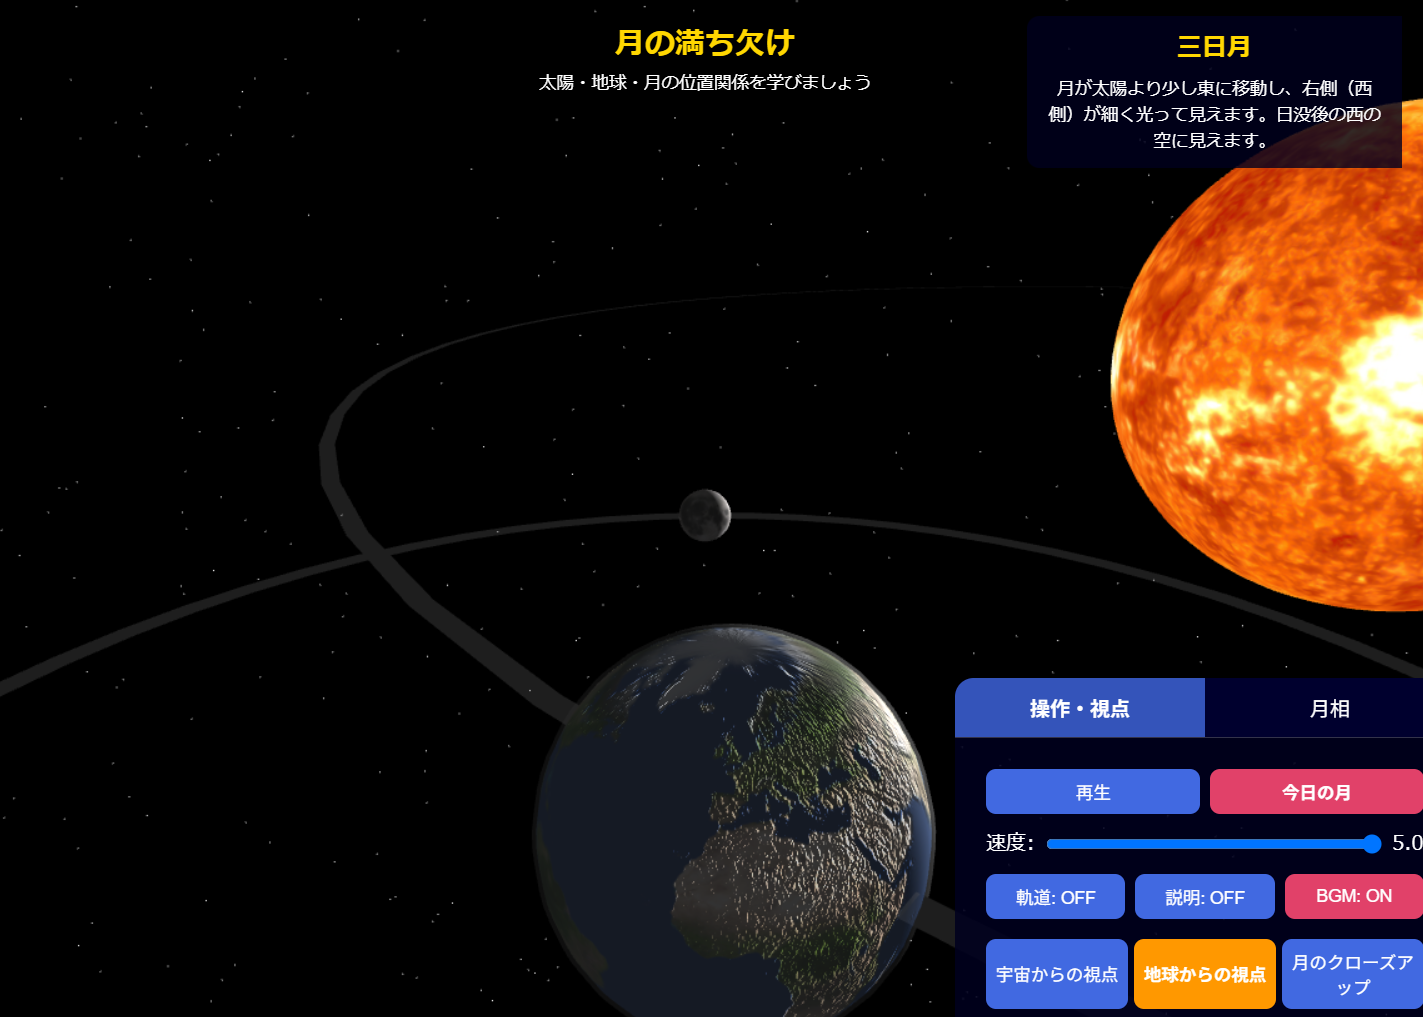 月の満ち欠け
太陽・地球・月の位置関係を学びましょう
三日月
月が太陽より少し東に移動し、右側（西
側）が細く光って見えます。日没後の西の
空に見えます。
操作・視点
月相
再生
今日の月
速度:
5.0
軌道: OFF
説明: OFF
BGM: ON
宇宙からの視点
地球からの視点
月のクローズア
ップ